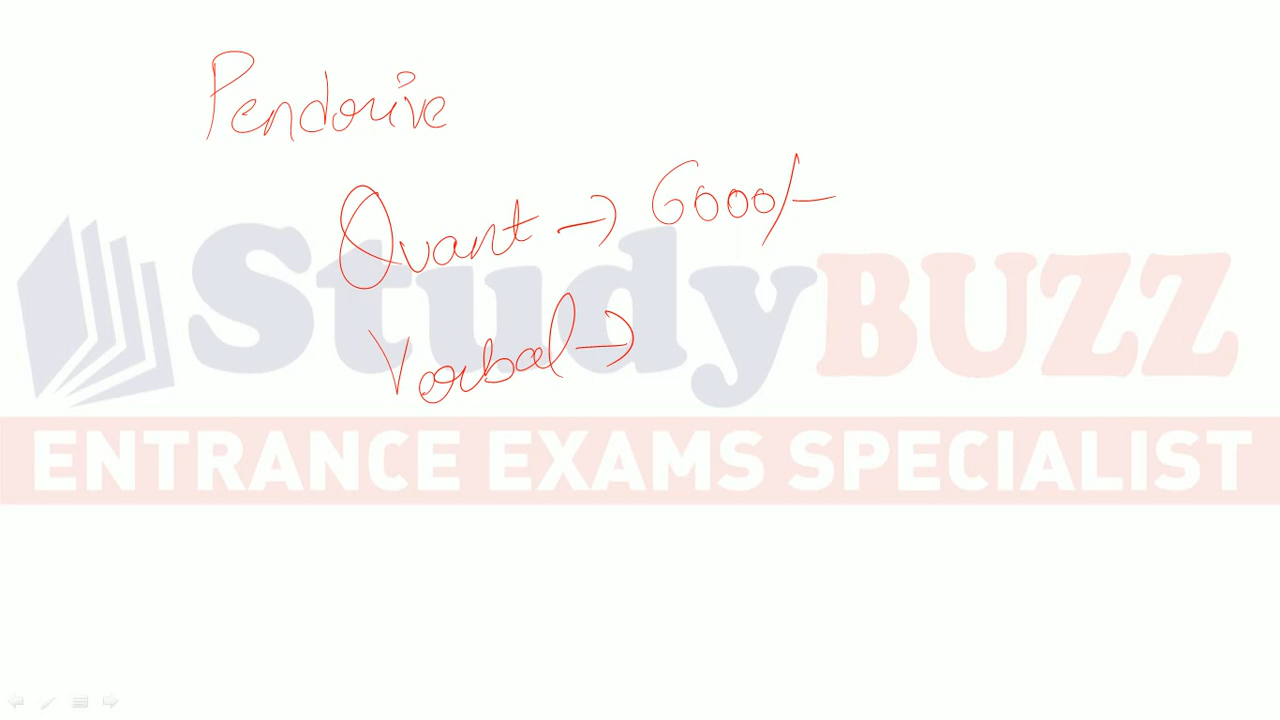 Pendrive
Quant → 6000/-
Verbal →
StudyBUZZ
ENTRANCE EXAMS SPECIALIST